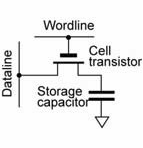 Wordline
Dataline
Cell
transistor
Storage
capacitor